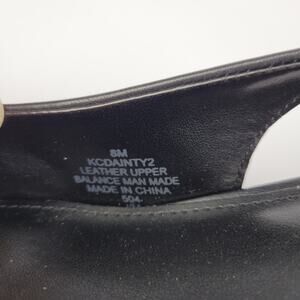 8M
KCDAINTY2
LEATHER UPPER
BALANCE MAN MADE
MADE IN CHINA
504-